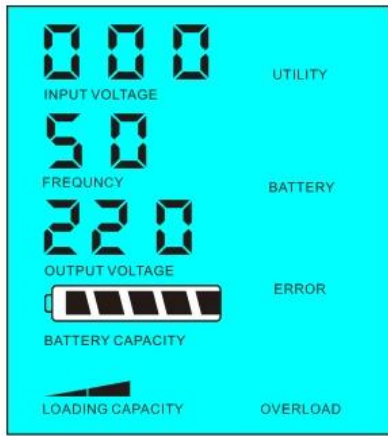 000
UTILITY
INPUT VOLTAGE
50
FREQUNCY
BATTERY
220
OUTPUT VOLTAGE
ERROR
BATTERY CAPACITY
LOADING CAPACITY
OVERLOAD